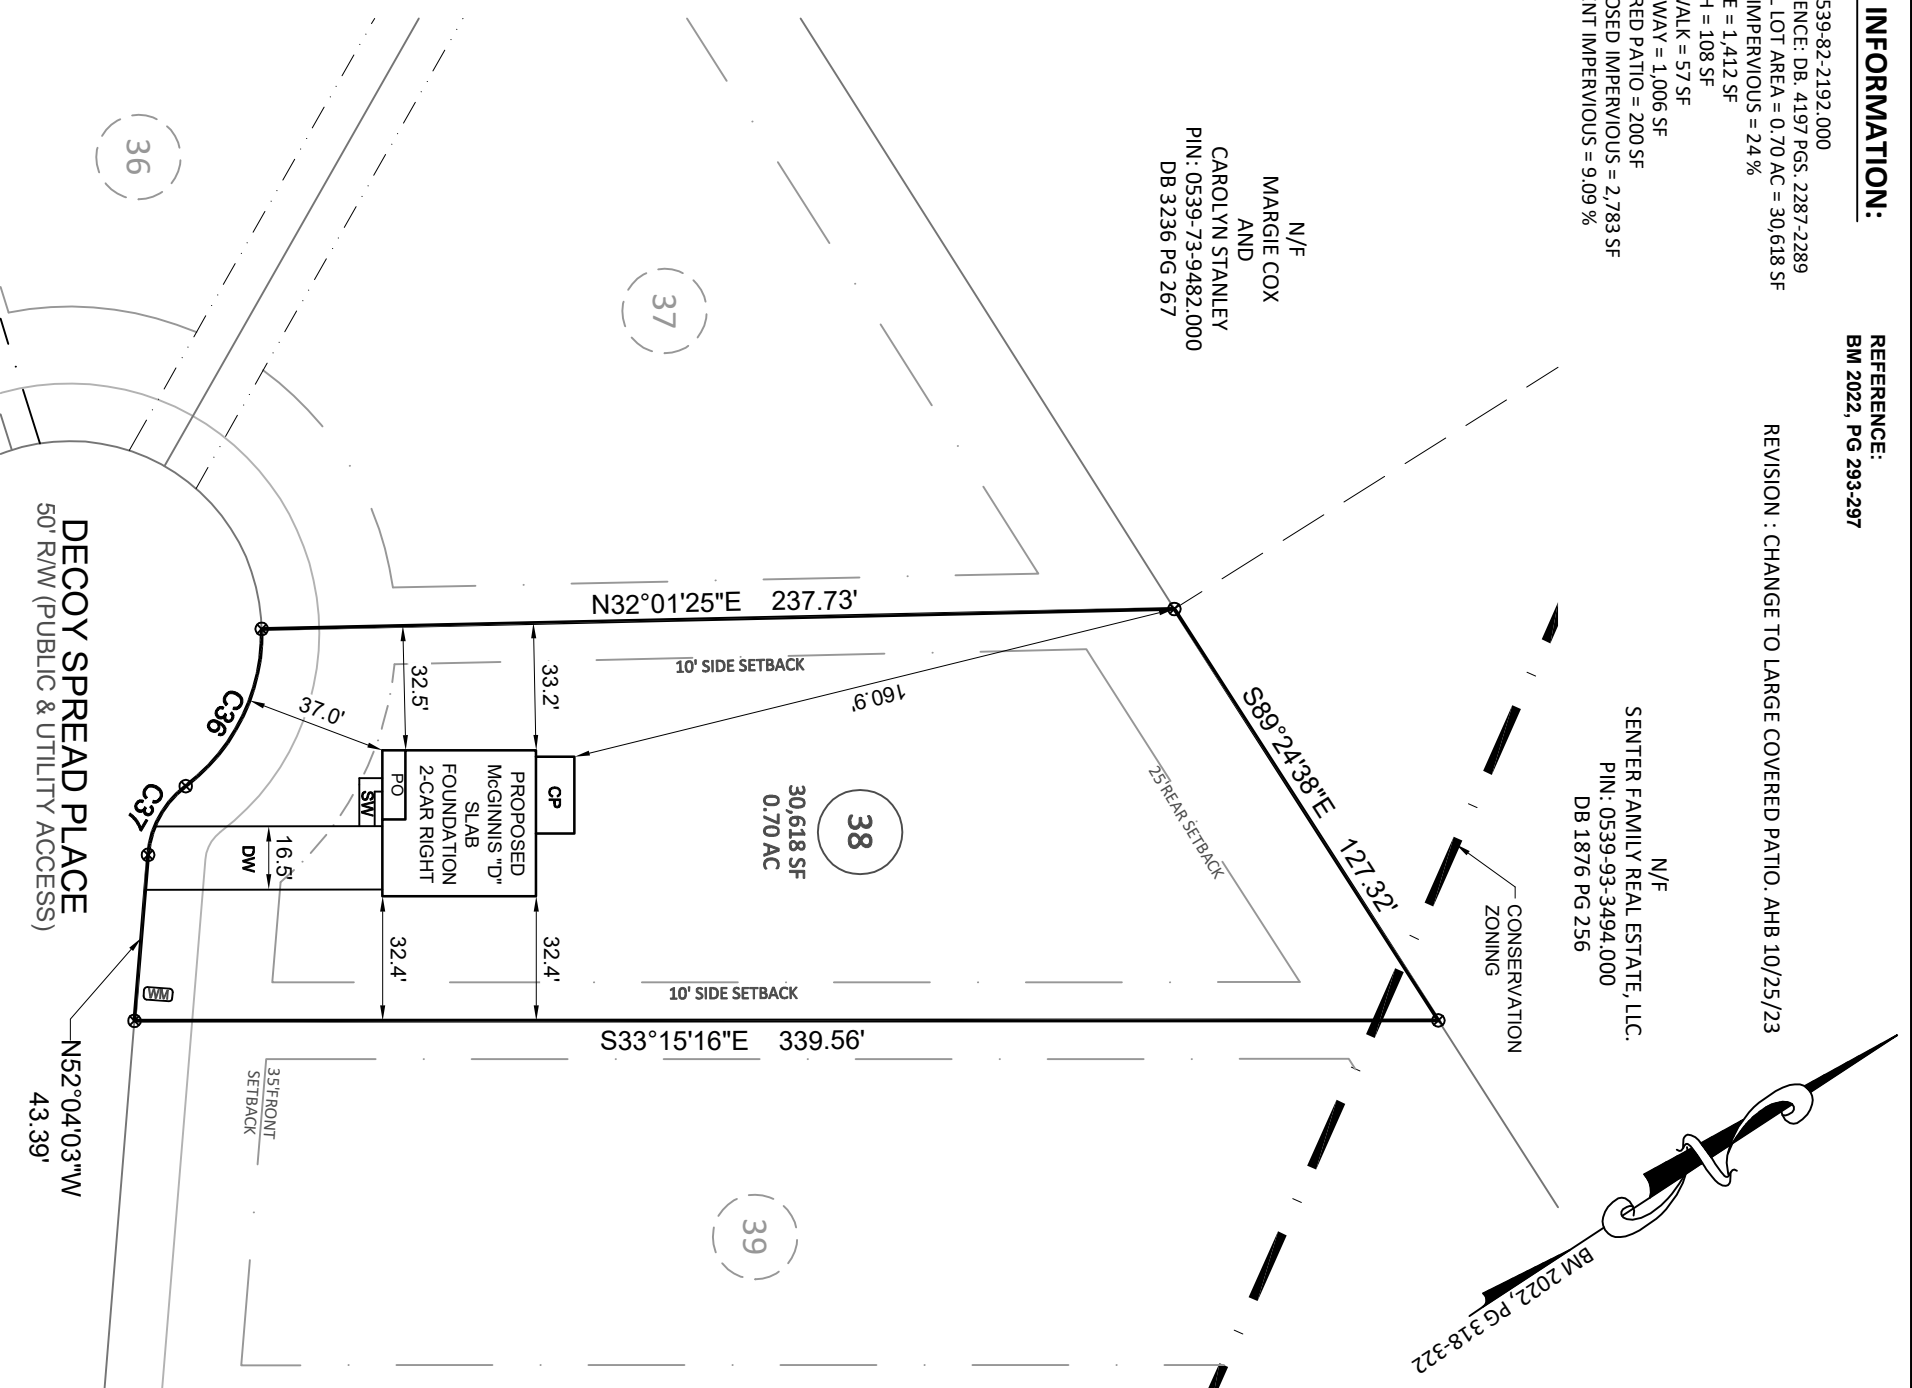 INFORMATION:
539-82-2192.000
ENCE: DB. 4197 PGS. 2287-2289
L LOT AREA = 0.70 AC = 30,618 SF
IMPERVIOUS = 24 %
E = 1,412 SF
H = 108 SF
WALK = 57 SF
WAY = 1,006 SF
RED PATIO = 200 SF
OSED IMPERVIOUS = 2,783 SF
NT IMPERVIOUS = 9.09 %
REFERENCE:
BM 2022, PG 293-297
REVISION : CHANGE TO LARGE COVERED PATIO. AHB 10/25/23
N/F
MARGIE COX
AND
CAROLYN STANLEY
PIN: 0539-73-9482.000
DB 3236 PG 267
N/F
SENTER FAMILY REAL ESTATE, LLC.
PIN: 0539-93-3494.000
DB 1876 PG 256
CONSERVATION
ZONING
BM 2022, PG 318-322
S89°24'38"E 127.32'
25'REAR SETBACK
36
37
38
30,618 SF
0.70 AC
39
N32°01'25"E 237.73'
10' SIDE SETBACK
160.9'
33.2'
32.5'
37.0'
CP
PROPOSED
McGINNIS "D"
SLAB
FOUNDATION
2-CAR RIGHT
PO
SW
32.4'
32.4'
10' SIDE SETBACK
S33°15'16"E 339.56'
16.5'
DW
C36
C37
WM
35'FRONT
SETBACK
N52°04'03"W
43.39'
DECOY SPREAD PLACE
50' R/W (PUBLIC & UTILITY ACCESS)